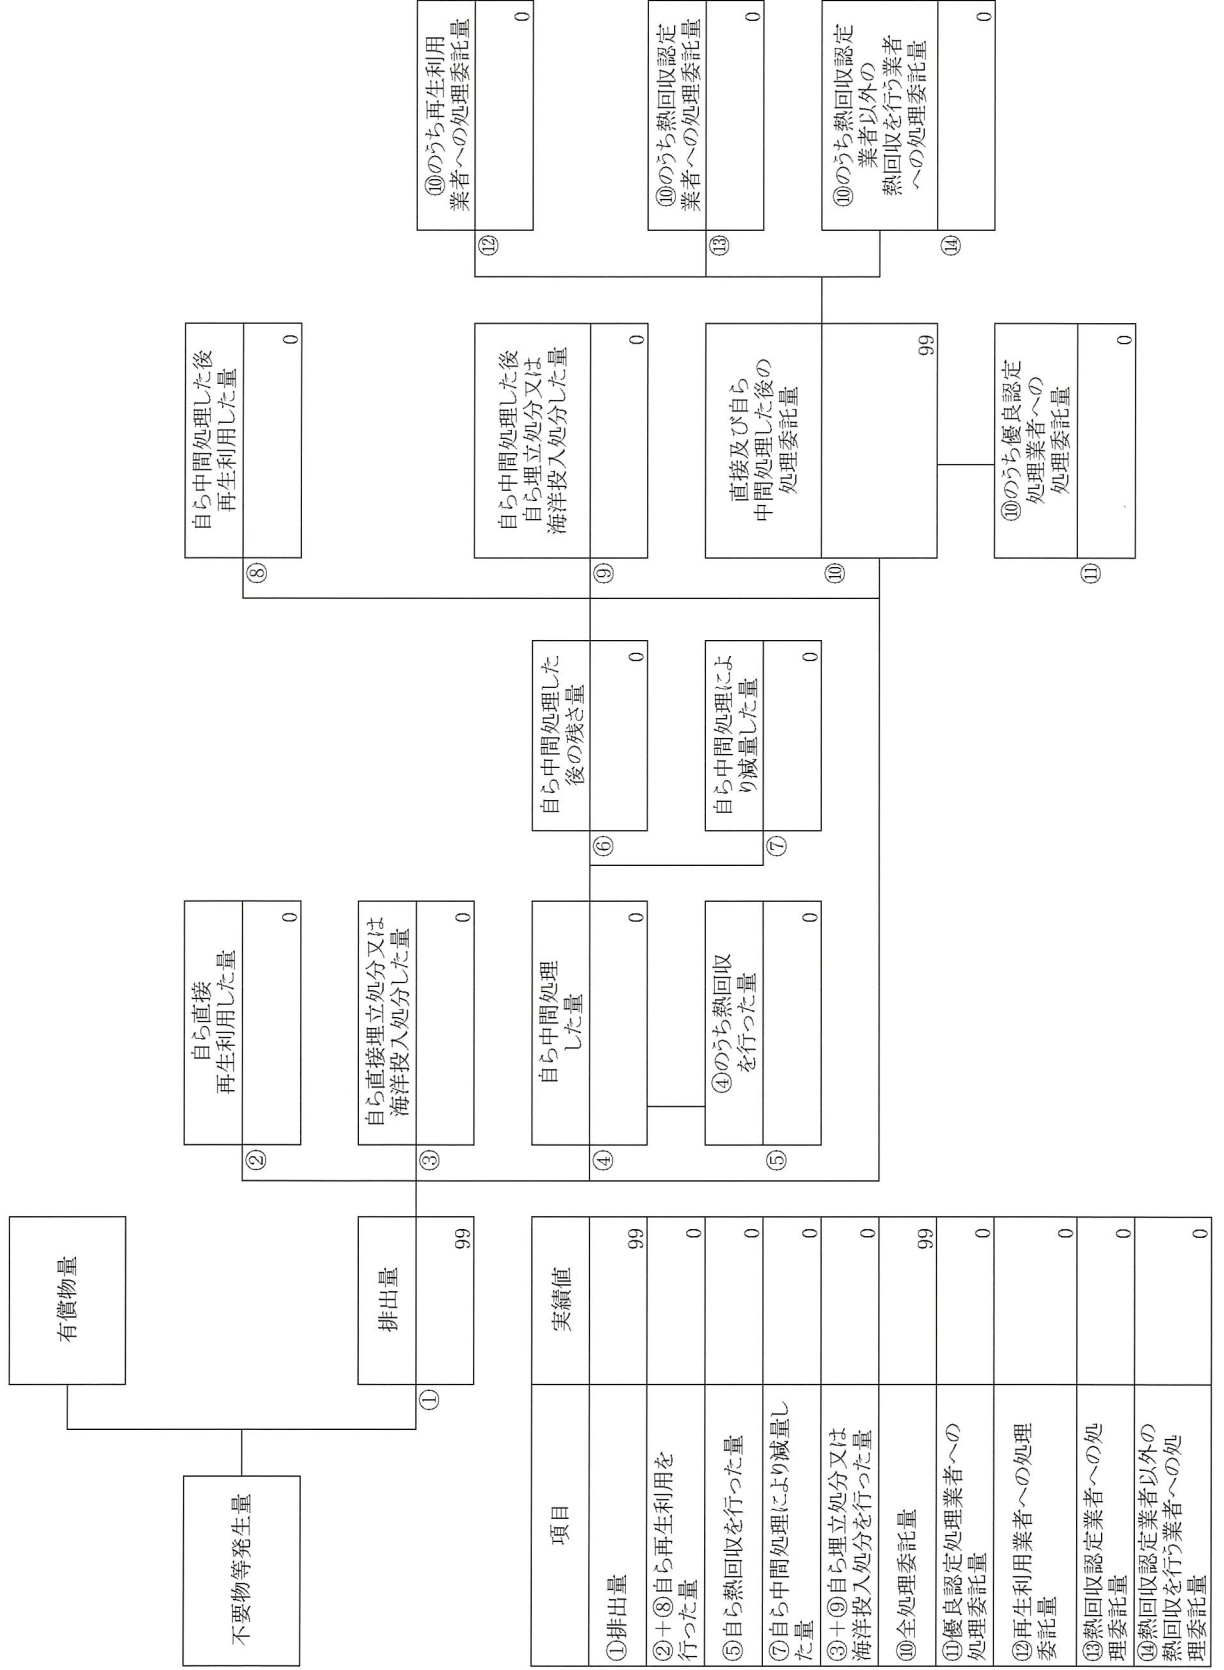 不要物等発生量
有償物量
排出量
①
99
自ら直接
再生利用した量
②
0
自ら直接埋立処分又は
海洋投入処分した量
③
0
自ら中間処理
した量
④
0
④のうち熱回収
を行った量
⑤
0
自ら中間処理した
後の残さ量
⑥
0
自ら中間処理によ
り減量した量
⑦
0
自ら中間処理した後
再生利用した量
⑧
0
自ら中間処理した後
自ら埋立処分又は
海洋投入処分した量
⑨
0
直接及び自ら
中間処理した後の
処理委託量
⑩
99
⑩のうち優良認定
処理業者への
処理委託量
⑪
0
⑩のうち再生利用
業者への処理委託量
⑫
0
⑩のうち熱回収認定
業者への処理委託量
⑬
0
⑩のうち熱回収認定
業者以外の
熱回収を行う業者
への処理委託量
⑭
0
項目
実績値
①排出量
99
②+⑧自ら再生利用を
行った量
0
⑤自ら熱回収を行った量
0
⑦自ら中間処理により減量し
た量
0
③+⑨自ら埋立処分又は
海洋投入処分を行った量
0
⑩全処理委託量
99
⑪優良認定処理業者への
処理委託量
0
⑫再生利用業者への処理
委託量
0
⑬熱回収認定業者への処
理委託量
0
⑭熱回収認定業者以外の
熱回収を行う業者への処
理委託量
0